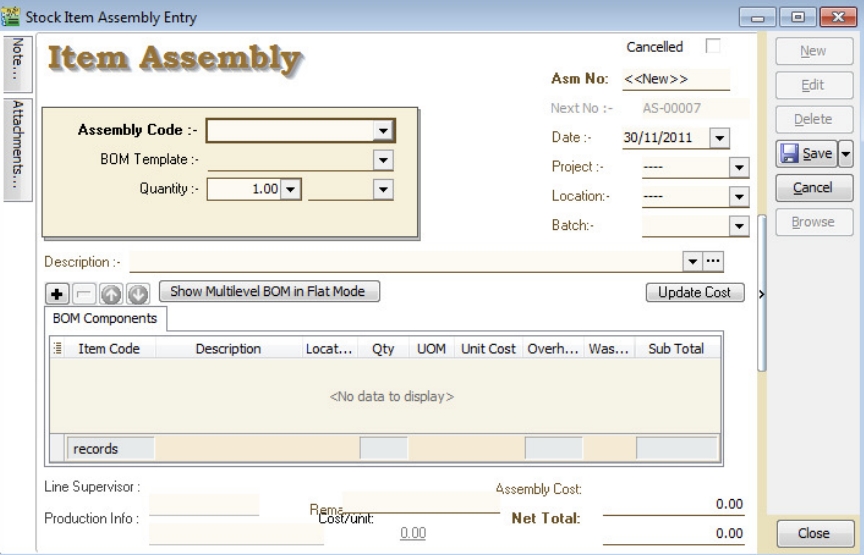 Stock Item Assembly Entry
Note...
Attachments...
Item Assembly
Cancelled
Asm No: <<New>>
Next No :- AS-00007
Assembly Code :-
Date :- 30/11/2011
BOM Template :-
Project :- ----
Quantity :- 1.00
Location:- ----
Batch:-
Description :-
Show Multilevel BOM in Flat Mode
Update Cost
BOM Components
Item Code Description Locat... Qty UOM Unit Cost Overh... Was... Sub Total
<No data to display>
records
Line Supervisor :
Assembly Cost:
0.00
Rema
Production Info :
Cost/unit:
0.00
Net Total:
0.00
New
Edit
Delete
Save
Cancel
Browse
Close